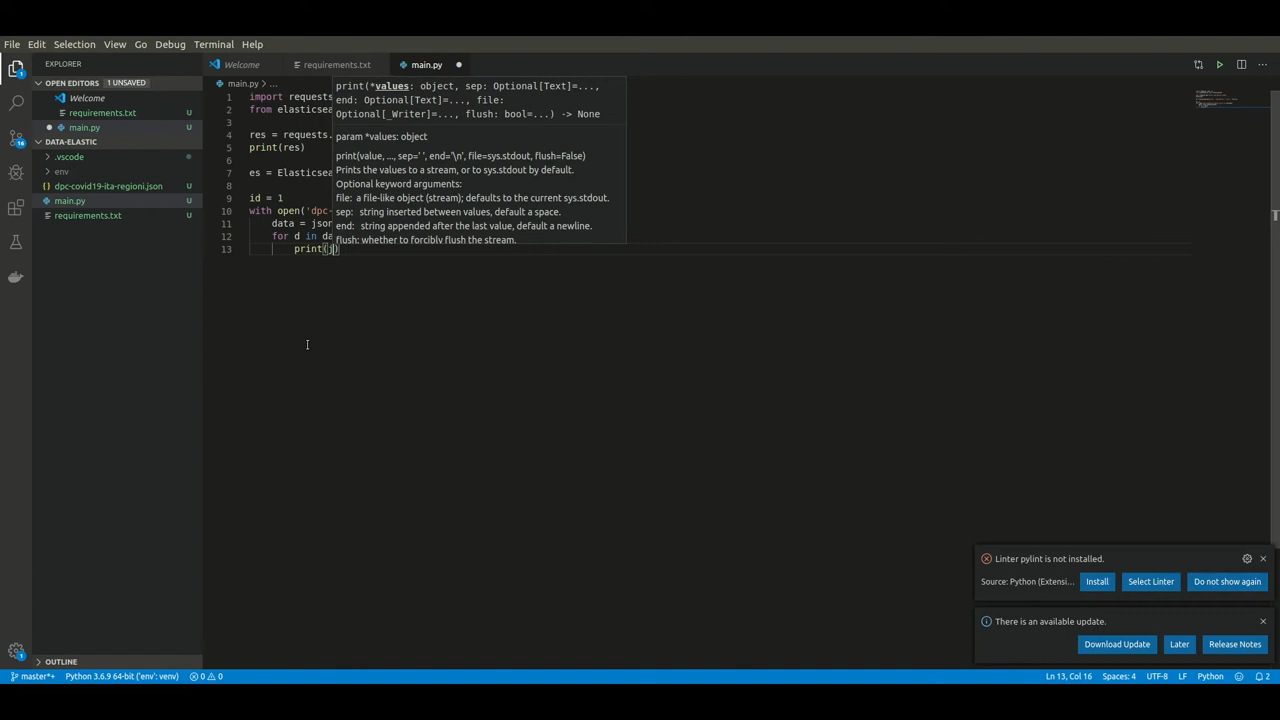 File Edit Selection View Go Debug Terminal Help
1
EXPLORER
Welcome
requirements.txt
main.py
OPEN EDITORS 1 UNSAVED
Welcome
requirements.txt U
main.py U
DATA-ELASTIC
.vscode
env
dpc-covid19-ita-regioni.json U
main.py U
requirements.txt U
16
main.py > ...
1 import requests
2 from elasticsea
3
4 res = requests.
5 print(res)
6
7 es = Elasticsea
8
9 id = 1
10 with open('dpc-
11 data = json
12 for d in da
13 print(j)
print(*values: object, sep: Optional[Text]=...,
end: Optional[Text]=..., file:
Optional[_Writer]=..., flush: bool=...) -> None
param *values: object
print(value, ..., sep=' ', end='\n', file=sys.stdout, flush=False)
Prints the values to a stream, or to sys.stdout by default.
Optional keyword arguments:
file: a file-like object (stream); defaults to the current sys.stdout.
sep: string inserted between values, default a space.
end: string appended after the last value, default a newline.
flush: whether to forcibly flush the stream.
Linter pylint is not installed.
Source: Python (Extensi... Install Select Linter Do not show again
There is an available update.
Download Update Later Release Notes
1
OUTLINE
master*+ Python 3.6.9 64-bit ('env': venv) 0 0 Ln 13, Col 16 Spaces: 4 UTF-8 LF Python 2